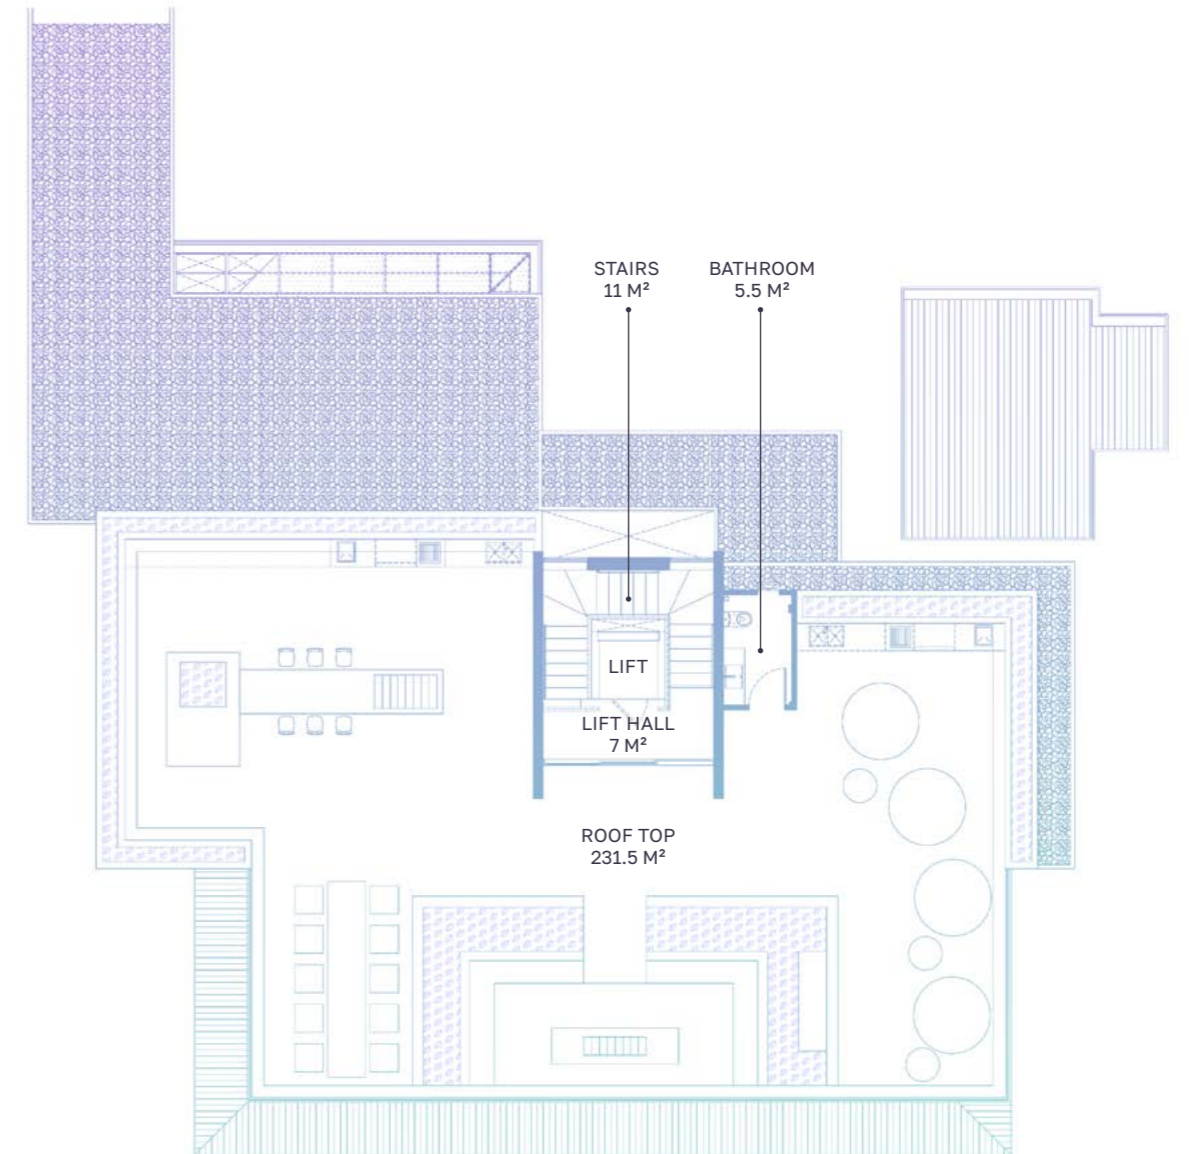 STAIRS
11 M²
BATHROOM
5.5 M²
LIFT
LIFT HALL
7 M²
ROOF TOP
231.5 M²